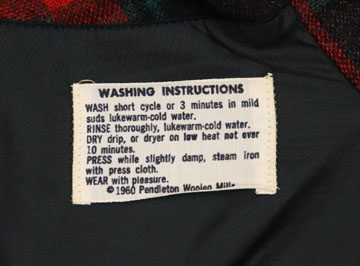 WASHING INSTRUCTIONS
WASH short cycle or 3 minutes in mild
suds lukewarm-cold water.
RINSE thoroughly, lukewarm-cold water.
DRY drip, or dryer on low heat not over
10 minutes.
PRESS while slightly damp, steam iron
with press cloth.
WEAR with pleasure.
©1960 Pendleton Woolen Mills